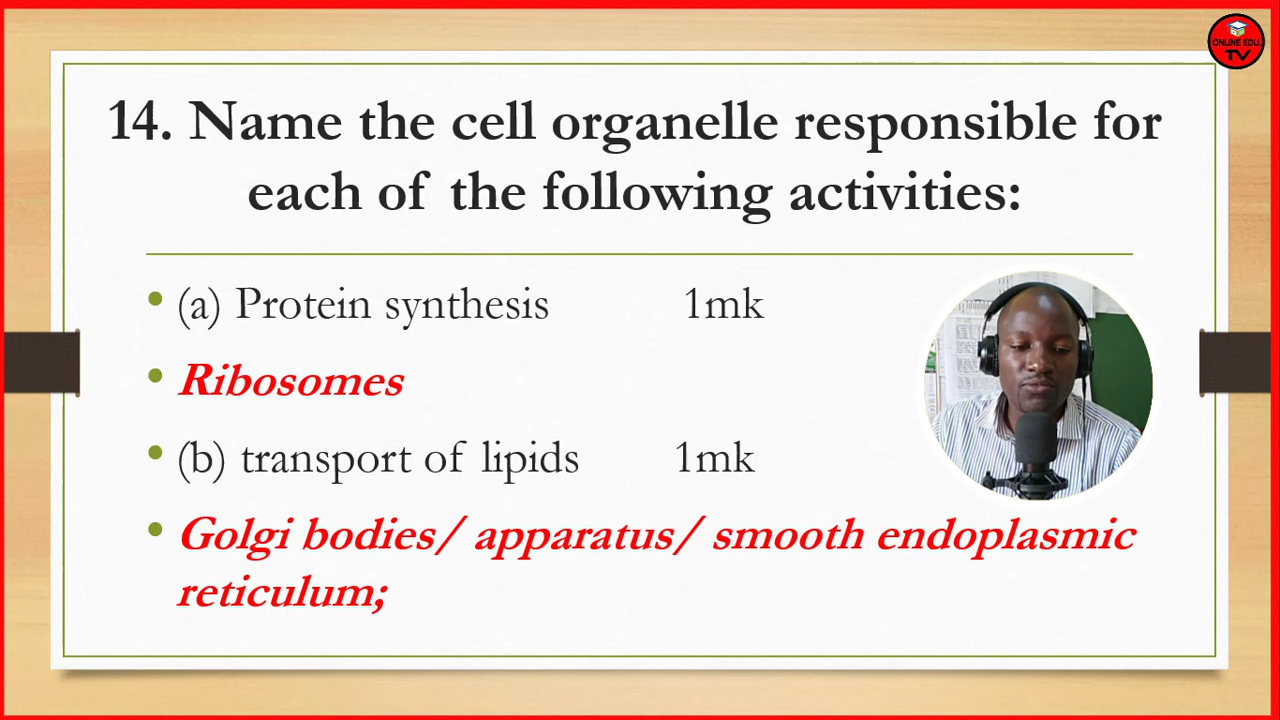 ONLINE EDU.
TV
14. Name the cell organelle responsible for
each of the following activities:
• (a) Protein synthesis 1mk
• Ribosomes
• (b) transport of lipids 1mk
• Golgi bodies/ apparatus/ smooth endoplasmic
reticulum;